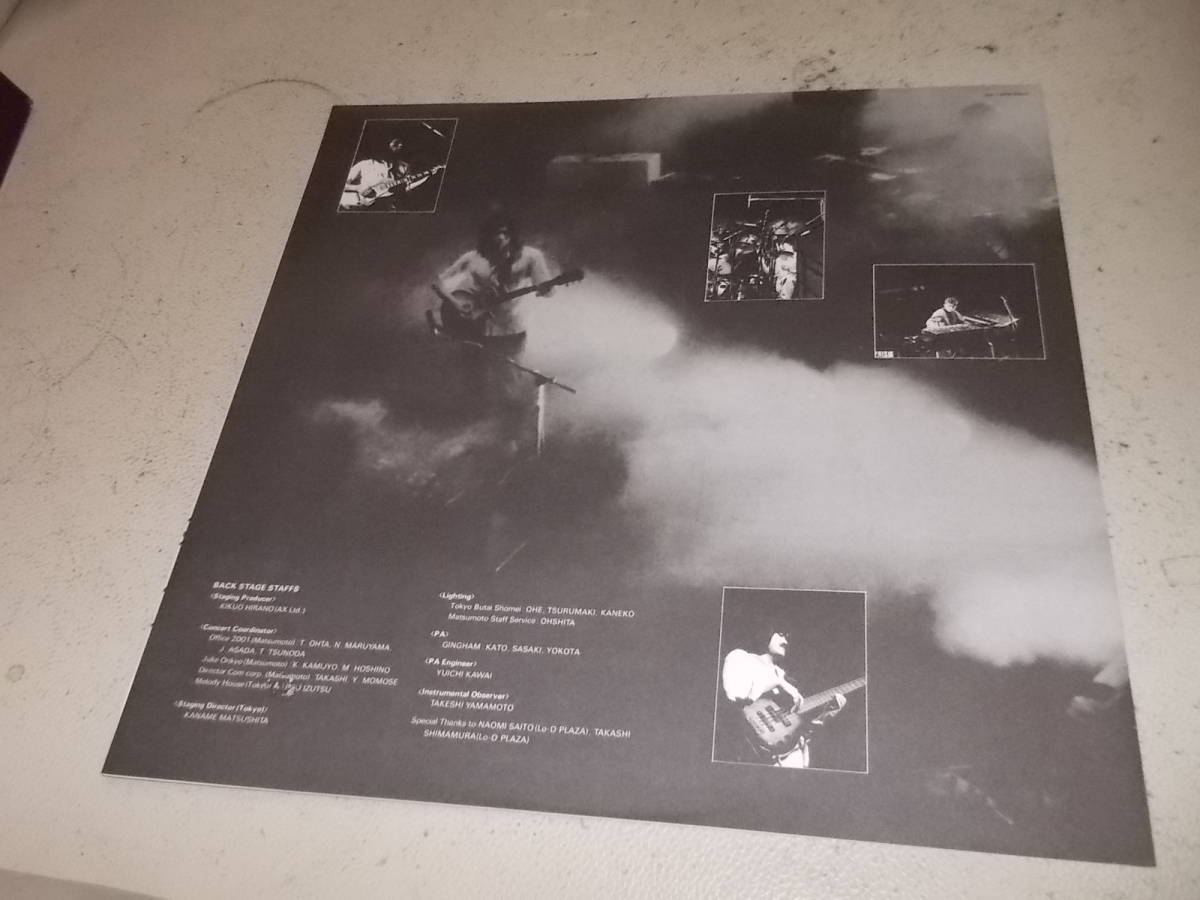 BACK STAGE STAFFS
<Staging Producer>
KIKUO HIRANO (AX Ltd.)
<Concert Coordinator>
Office 2001 (Matsumoto) T. OHTA, N. MARUYAMA
J. ASADA, T. TSUNODA
Juke Onkyo (Matsumoto) K. KAMUYO, M. HOSHINO
Director Com corp. (Matsumoto) TAKASHI Y. MOMOSE
Melody House (Tokyo) IZUTSU
<Staging Director (Tokyo)>
KANAME MATSUSHITA
<Lighting>
Tokyo Butai Shomei OHE, TSURUMAKI, KANEKO
Matsumoto Staff Service OHSHITA
<PA>
GINGHAM KATO, SASAKI, YOKOTA
<PA Engineer>
YUICHI KAWAI
<Instrumental Observer>
TAKESHI YAMAMOTO
Special Thanks to NAOMI SAITO (Lo-D PLAZA), TAKASHI
SHIMAMURA (Lo-D PLAZA)